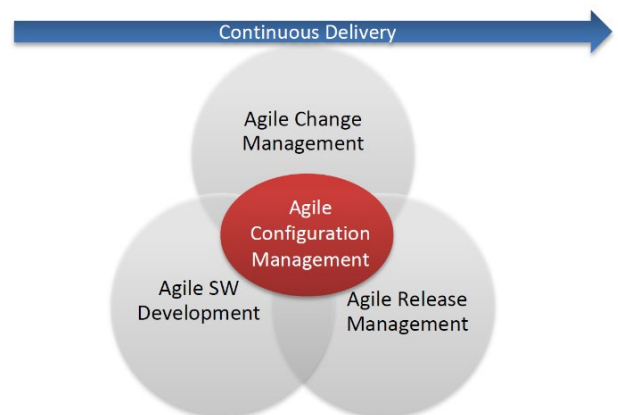 Continuous Delivery
Agile Change
Management
Agile
Configuration
Management
Agile SW
Development
Agile Release
Management